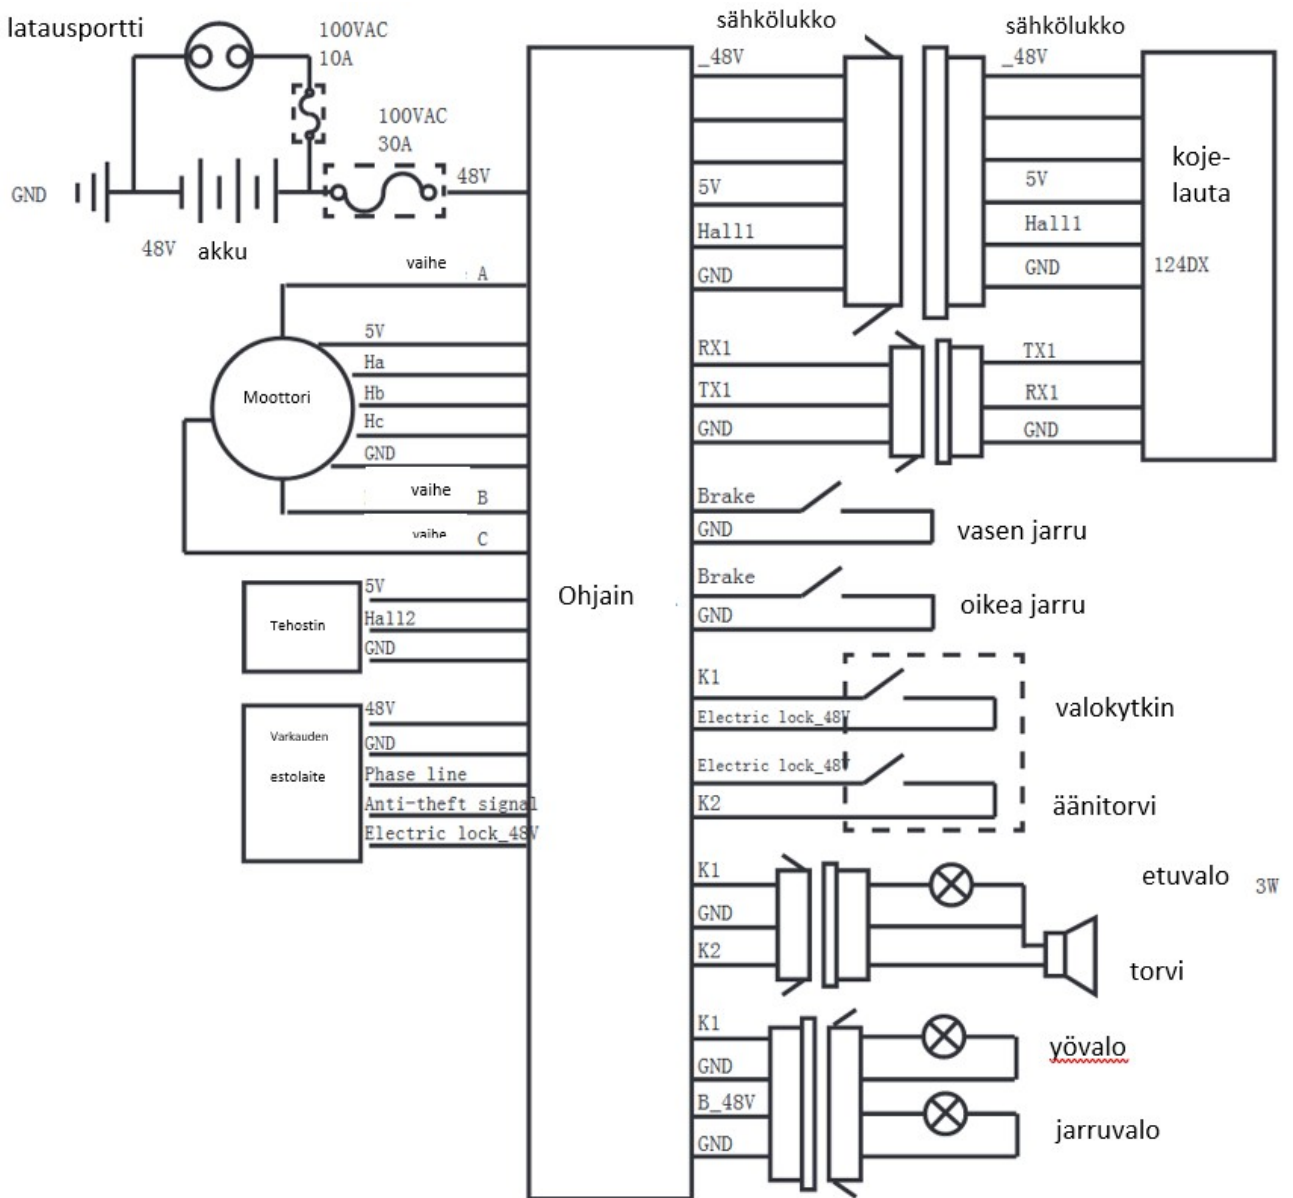 latausportti
100VAC
10A
100VAC
30A
48V
GND
48V akku
vaihe A
5V
Ha
Hb
Hc
GND
Moottori
vaihe B
vaihe C
5V
Hall2
GND
Tehostin
48V
GND
Phase line
Anti-theft signal
Electric lock_48V
Varkauden
estolaite
Ohjain
sähkölukko
_48V
5V
Hall1
GND
RX1
TX1
GND
sähkölukko
_48V
5V
Hall1
GND
TX1
RX1
GND
koje-
lauta
124DX
Brake
GND
vasen jarru
Brake
GND
oikea jarru
K1
Electric lock_48V
valokytkin
Electric lock_48V
K2
äänitorvi
K1
GND
K2
etuvalo 3W
torvi
K1
GND
B_48V
GND
yövalo
jarruvalo